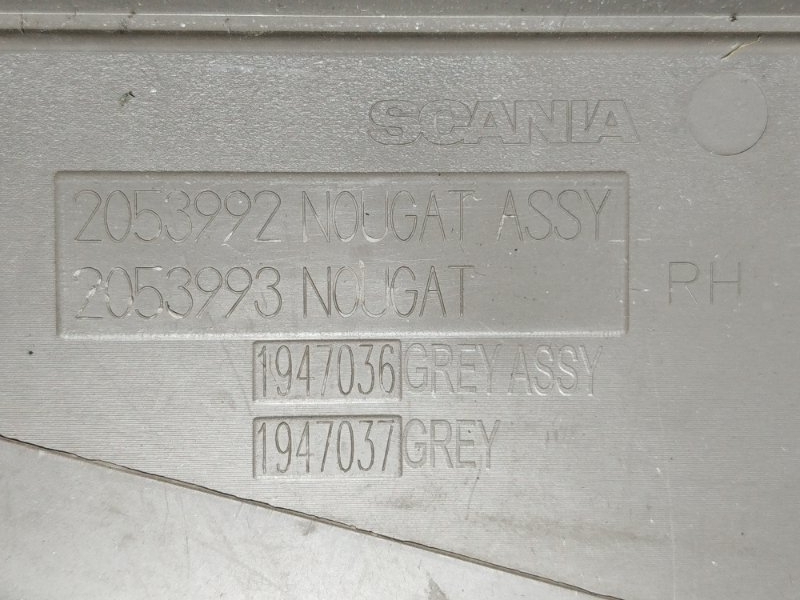 SCANIA
2053992 NOUGAT ASSY
2053993 NOUGAT
RH
1947036 GREY ASSY
1947037 GREY